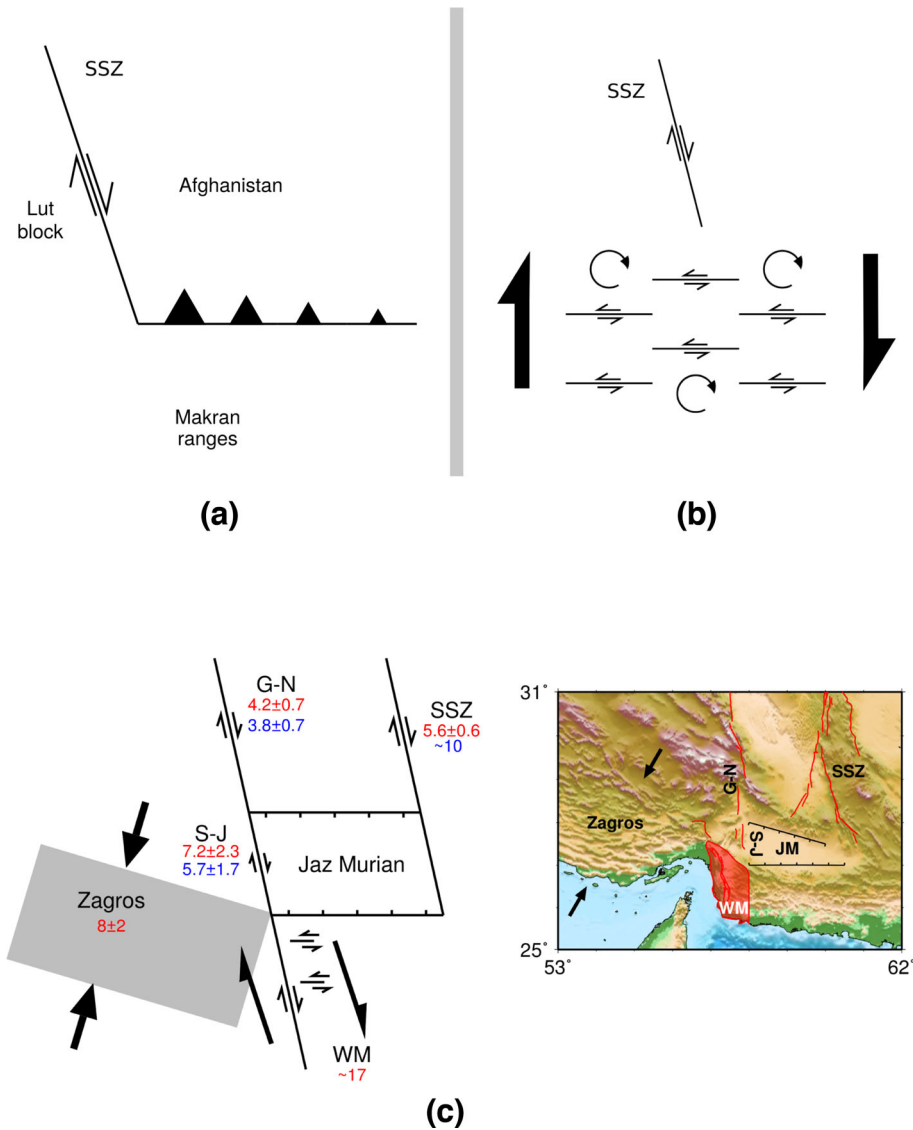 SSZ
Lut
block
Afghanistan
Makran
ranges
(a)
SSZ
(b)
G-N
4.2±0.7
3.8±0.7
SSZ
5.6±0.6
~10
S-J
7.2±2.3
5.7±1.7
Jaz Murian
Zagros
8±2
WM
~17
31˚
25˚
53˚
62˚
G-N
SSZ
Zagros
S-J
JM
WM
(c)